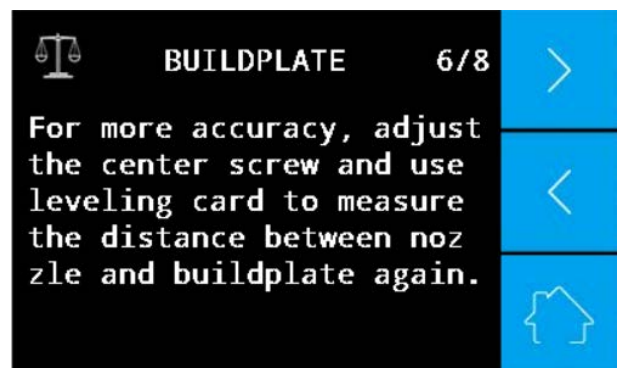 BUILDPLATE 6/8
For more accuracy, adjust
the center screw and use
leveling card to measure
the distance between noz
zle and buildplate again.